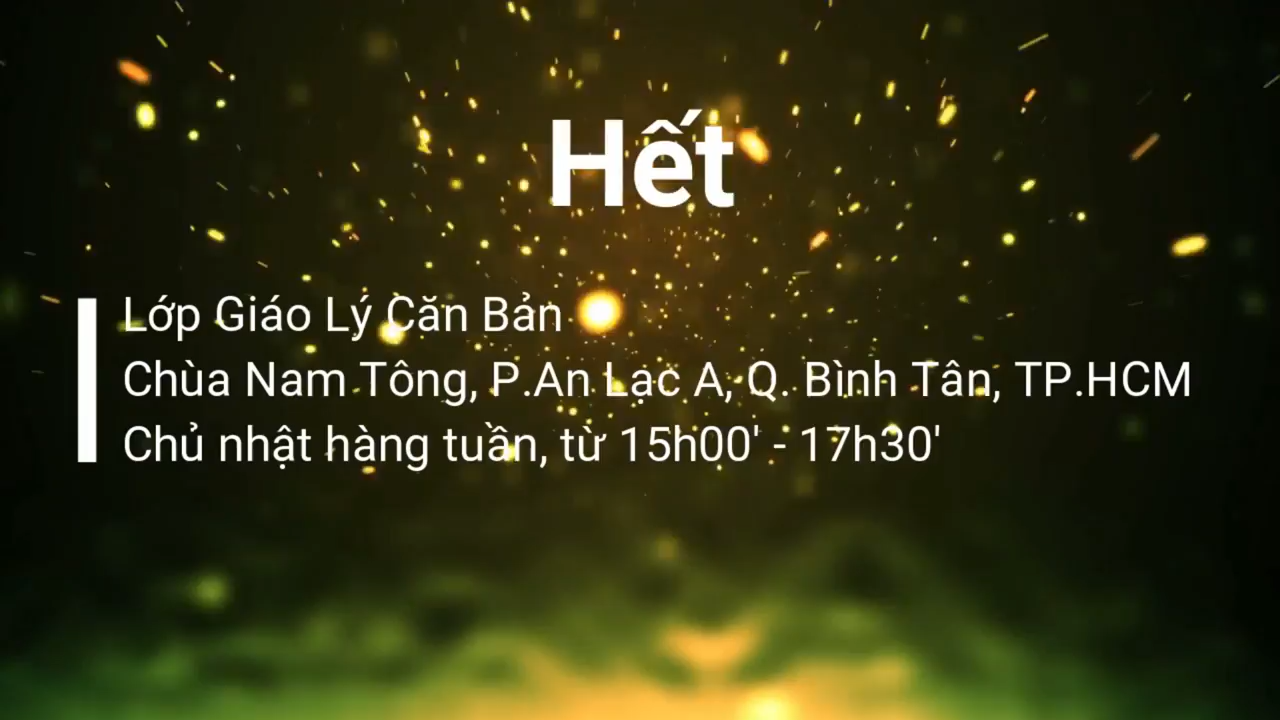 Hết
Lớp Giáo Lý Căn Bản
Chùa Nam Tông, P.An Lạc A, Q. Bình Tân, TP.HCM
Chủ nhật hàng tuần, từ 15h00' - 17h30'